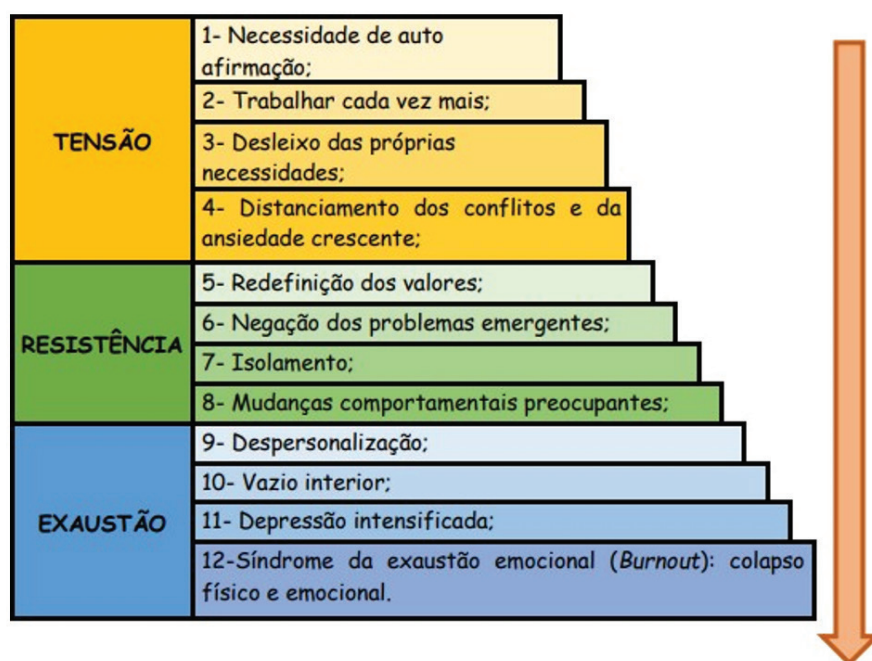 TENSÃO
1- Necessidade de auto
afirmação;
2- Trabalhar cada vez mais;
3- Desleixo das próprias
necessidades;
4- Distanciamento dos conflitos e da
ansiedade crescente;
RESISTÊNCIA
5- Redefinição dos valores;
6- Negação dos problemas emergentes;
7- Isolamento;
8- Mudanças comportamentais preocupantes;
EXAUSTÃO
9- Despersonalização;
10- Vazio interior;
11- Depressão intensificada;
12-Síndrome da exaustão emocional (Burnout): colapso
físico e emocional.